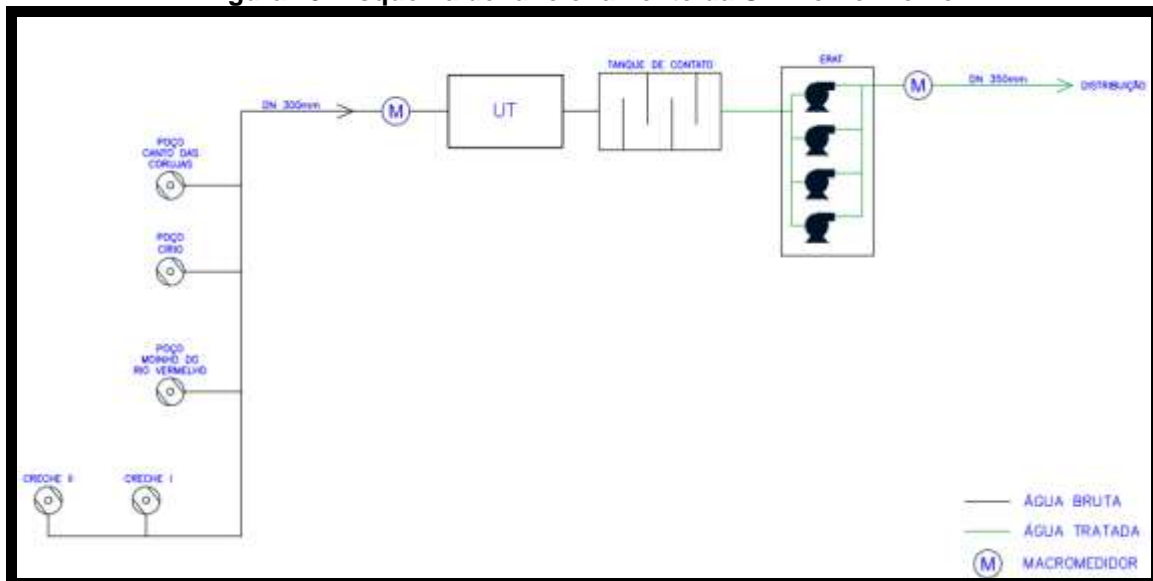 POÇO
CANTO DAS
CORUJAS
POÇO
CIRIO
POÇO
MOINHO DO
RIO VERMELHO
CRECHE II
CRECHE I
DN 300mm
M
UT
TANQUE DE CONTATO
ERAT
M
DN 350mm
DISTRIBUIÇÃO
ÁGUA BRUTA
ÁGUA TRATADA
M
MACROMEDIDOR